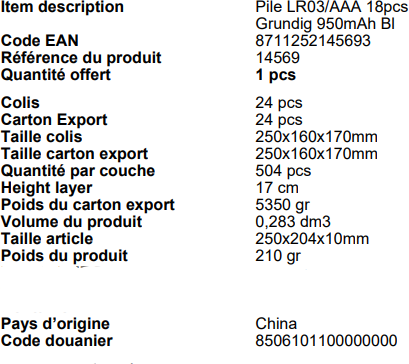 Item description Pile LR03/AAA 18pcs
Grundig 950mAh Bl
Code EAN 8711252145693
Référence du produit 14569
Quantité offert 1 pcs
Colis 24 pcs
Carton Export 24 pcs
Taille colis 250x160x170mm
Taille carton export 250x160x170mm
Quantité par couche 504 pcs
Height layer 17 cm
Poids du carton export 5350 gr
Volume du produit 0,283 dm3
Taille article 250x204x10mm
Poids du produit 210 gr
Pays d'origine China
Code douanier 8506101100000000